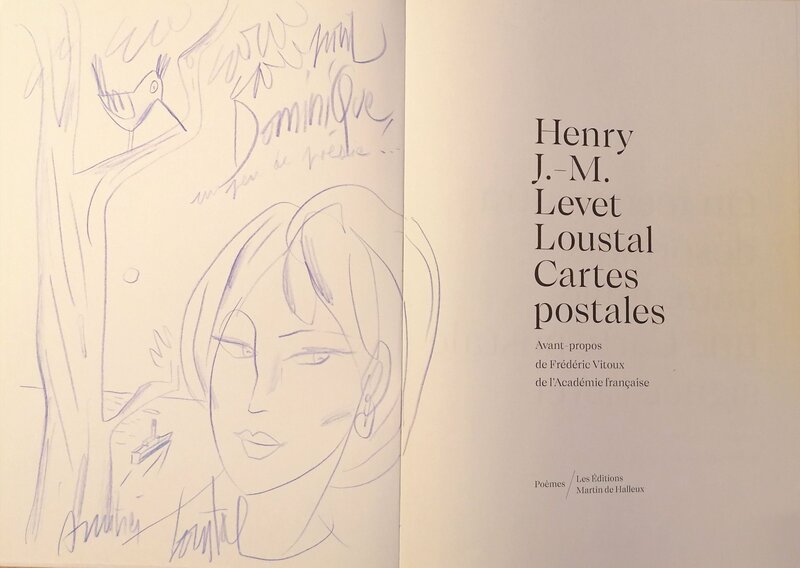 pour
Dominique,
un peu de poésie...
amitiés Loustal
Henry
J.-M.
Levet
Loustal
Cartes
postales
Avant-propos
de Frédéric Vitoux
de l'Académie française
Poèmes / Les Éditions
Martin de Halleux